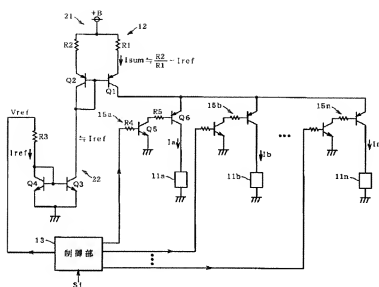 21
+B
12
R2
R1
Isum≒R2/R1−Iref
Q2
Q1
Vref
R3
Iref
≒Iref
Q4
Q3
22
15a
R4
R5
Q5
Q6
Ia
11a
15b
Ib
11b
...
15n
11n
13
制御部
S1